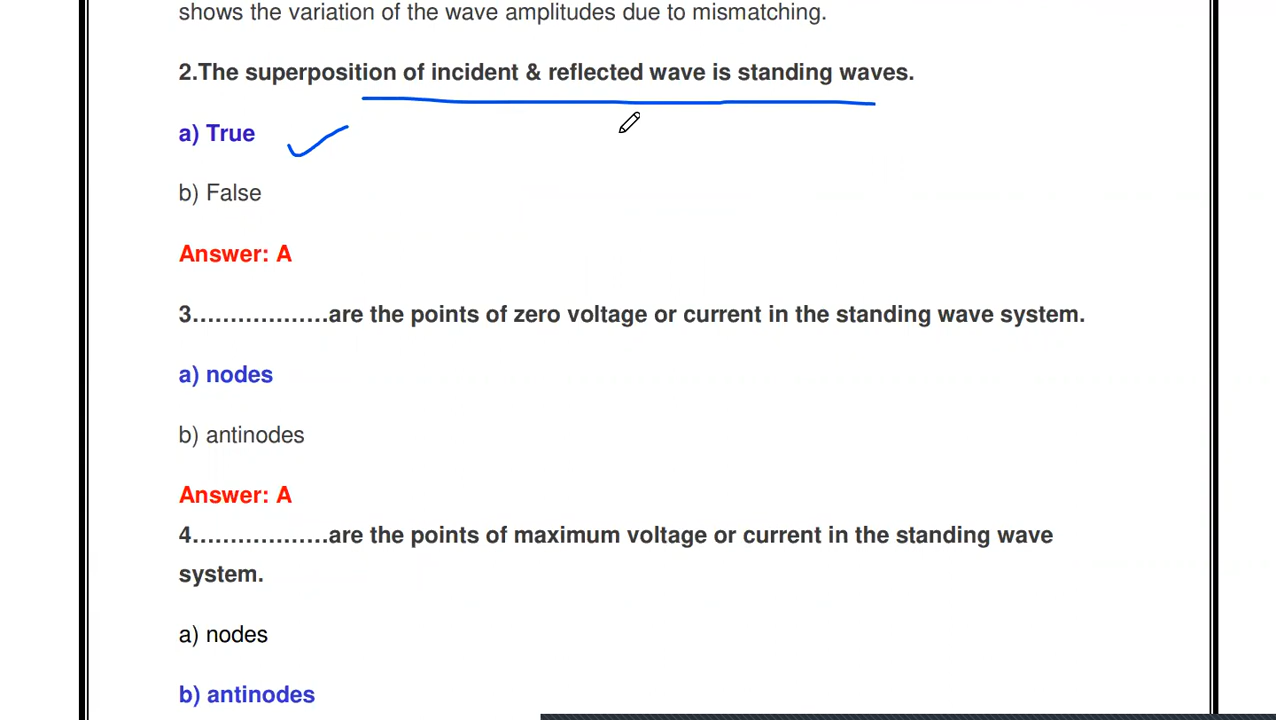 shows the variation of the wave amplitudes due to mismatching.
2.The superposition of incident & reflected wave is standing waves.
a) True
b) False
Answer: A
3………………are the points of zero voltage or current in the standing wave system.
a) nodes
b) antinodes
Answer: A
4………………are the points of maximum voltage or current in the standing wave
system.
a) nodes
b) antinodes